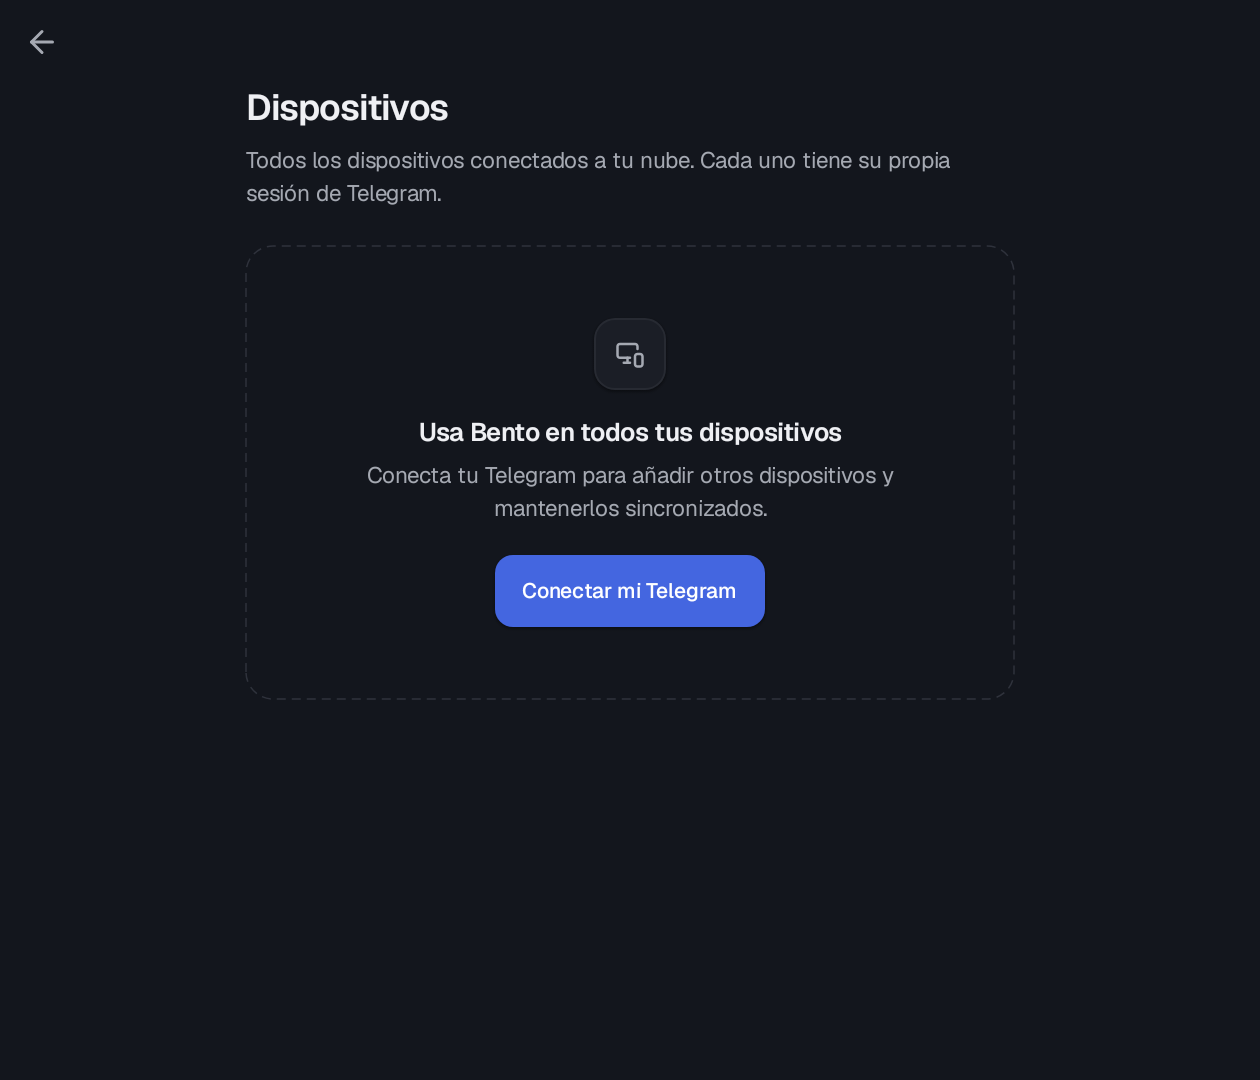 Dispositivos
Todos los dispositivos conectados a tu nube. Cada uno tiene su propia
sesión de Telegram.
Usa Bento en todos tus dispositivos
Conecta tu Telegram para añadir otros dispositivos y
mantenerlos sincronizados.
Conectar mi Telegram